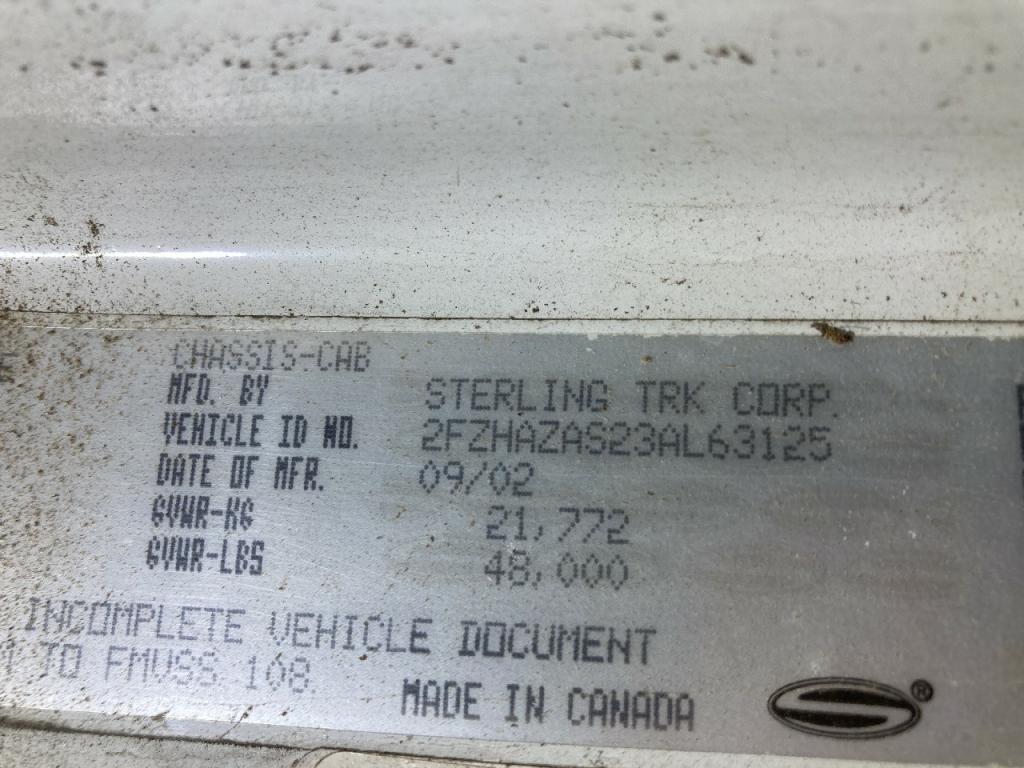 CHASSIS-CAB
MFD. BY STERLING TRK CORP.
VEHICLE ID NO. 2FZHAZAS23AL63125
DATE OF MFR. 09/02
GVWR-KG 21,772
GVWR-LBS 48,000
INCOMPLETE VEHICLE DOCUMENT
TO FMVSS 108.
MADE IN CANADA
®